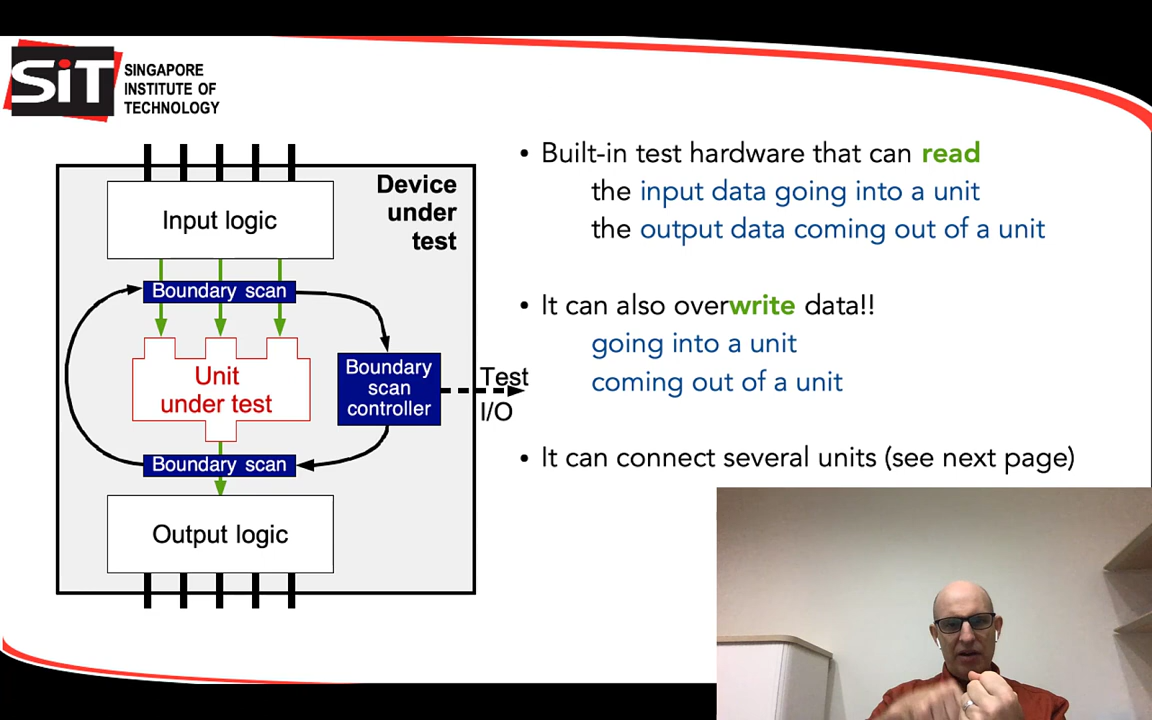 SiT
SINGAPORE
INSTITUTE OF
TECHNOLOGY
Device
under
test
Input logic
Boundary scan
Unit
under test
Boundary
scan
controller
Test
I/O
Boundary scan
Output logic
• Built-in test hardware that can read
the input data going into a unit
the output data coming out of a unit
• It can also overwrite data!!
going into a unit
coming out of a unit
• It can connect several units (see next page)